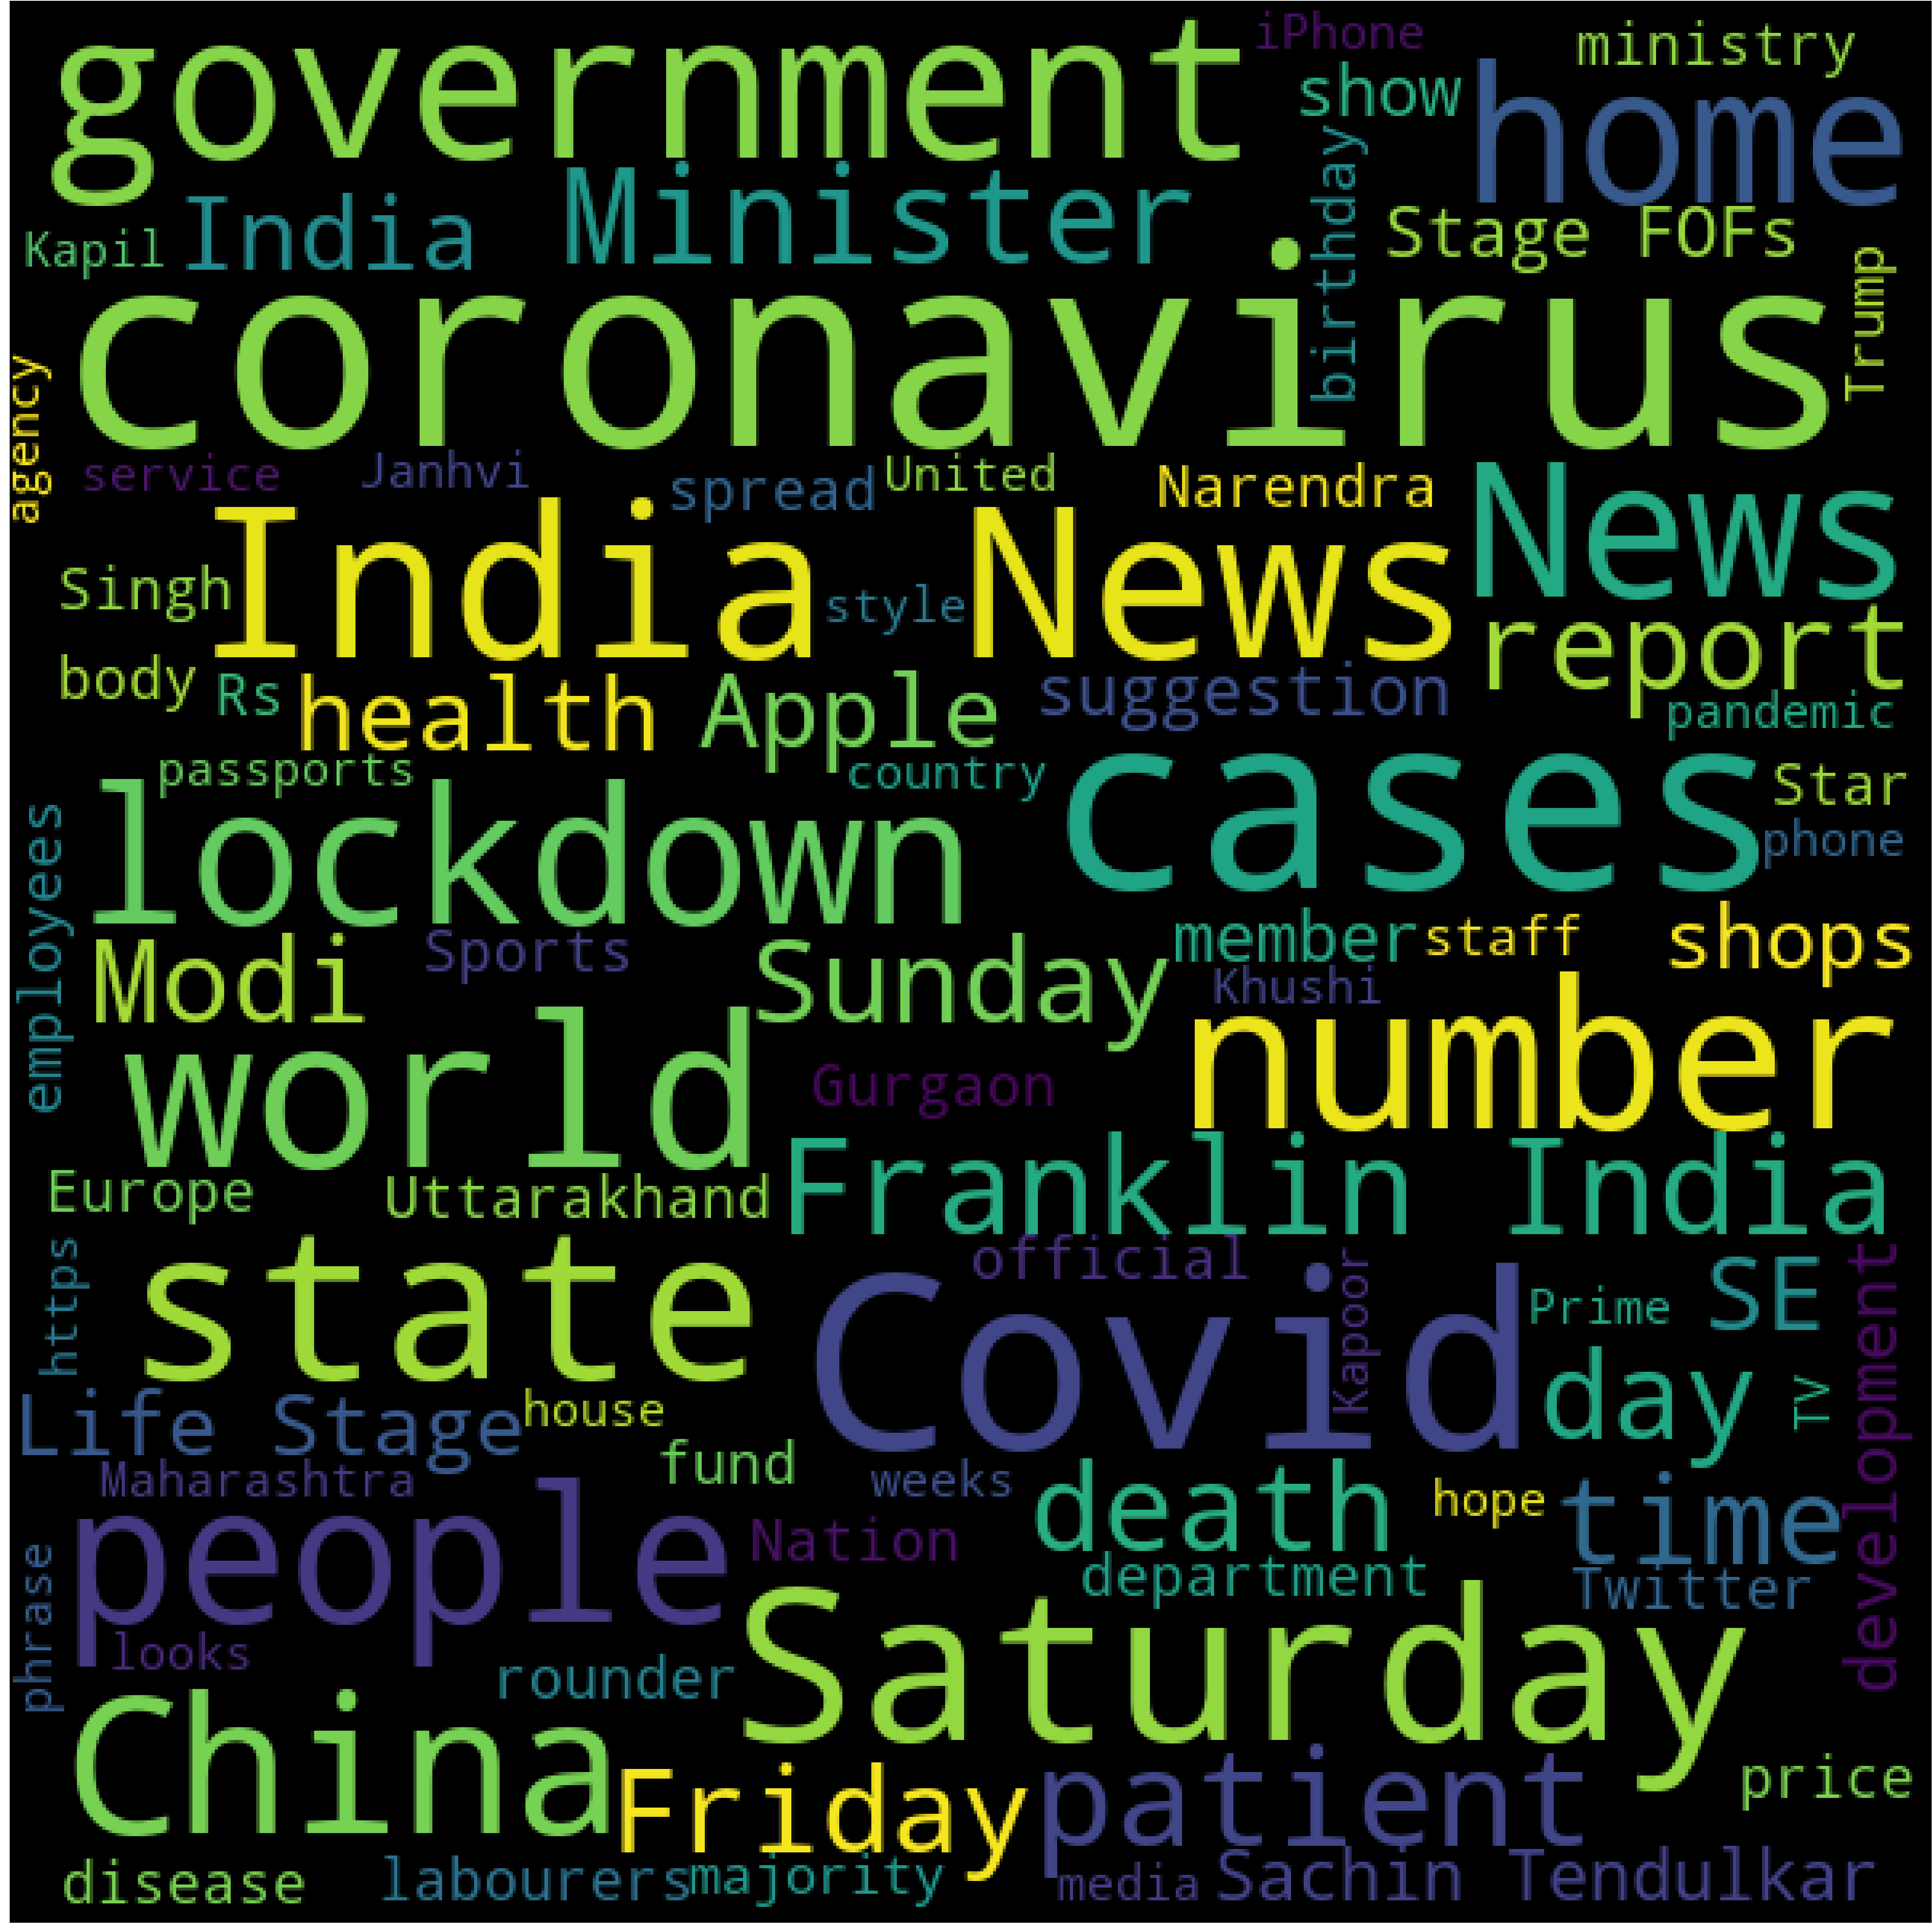 government
iPhone
ministry
show
home
birthday
India
Minister
Kapil
Stage FOFs
Trump
coronavirus
agency
service
Janhvi
spread
United
Narendra
News
India News
Singh
style
report
body
Rs
health
Apple
suggestion
pandemic
passports
country
cases
Star
lockdown
phone
employees
Modi
Sports
Sunday
member
staff
shops
Khushi
number
world
Gurgaon
Franklin India
Europe
Uttarakhand
https
state
official
Covid
Kapoor
Prime
SE
development
day
TV
Life Stage
house
fund
Maharashtra
weeks
death
hope
time
people
Nation
department
Twitter
phrase
looks
rounder
Saturday
China
Friday
patient
price
disease
labourers
majority
media
Sachin Tendulkar